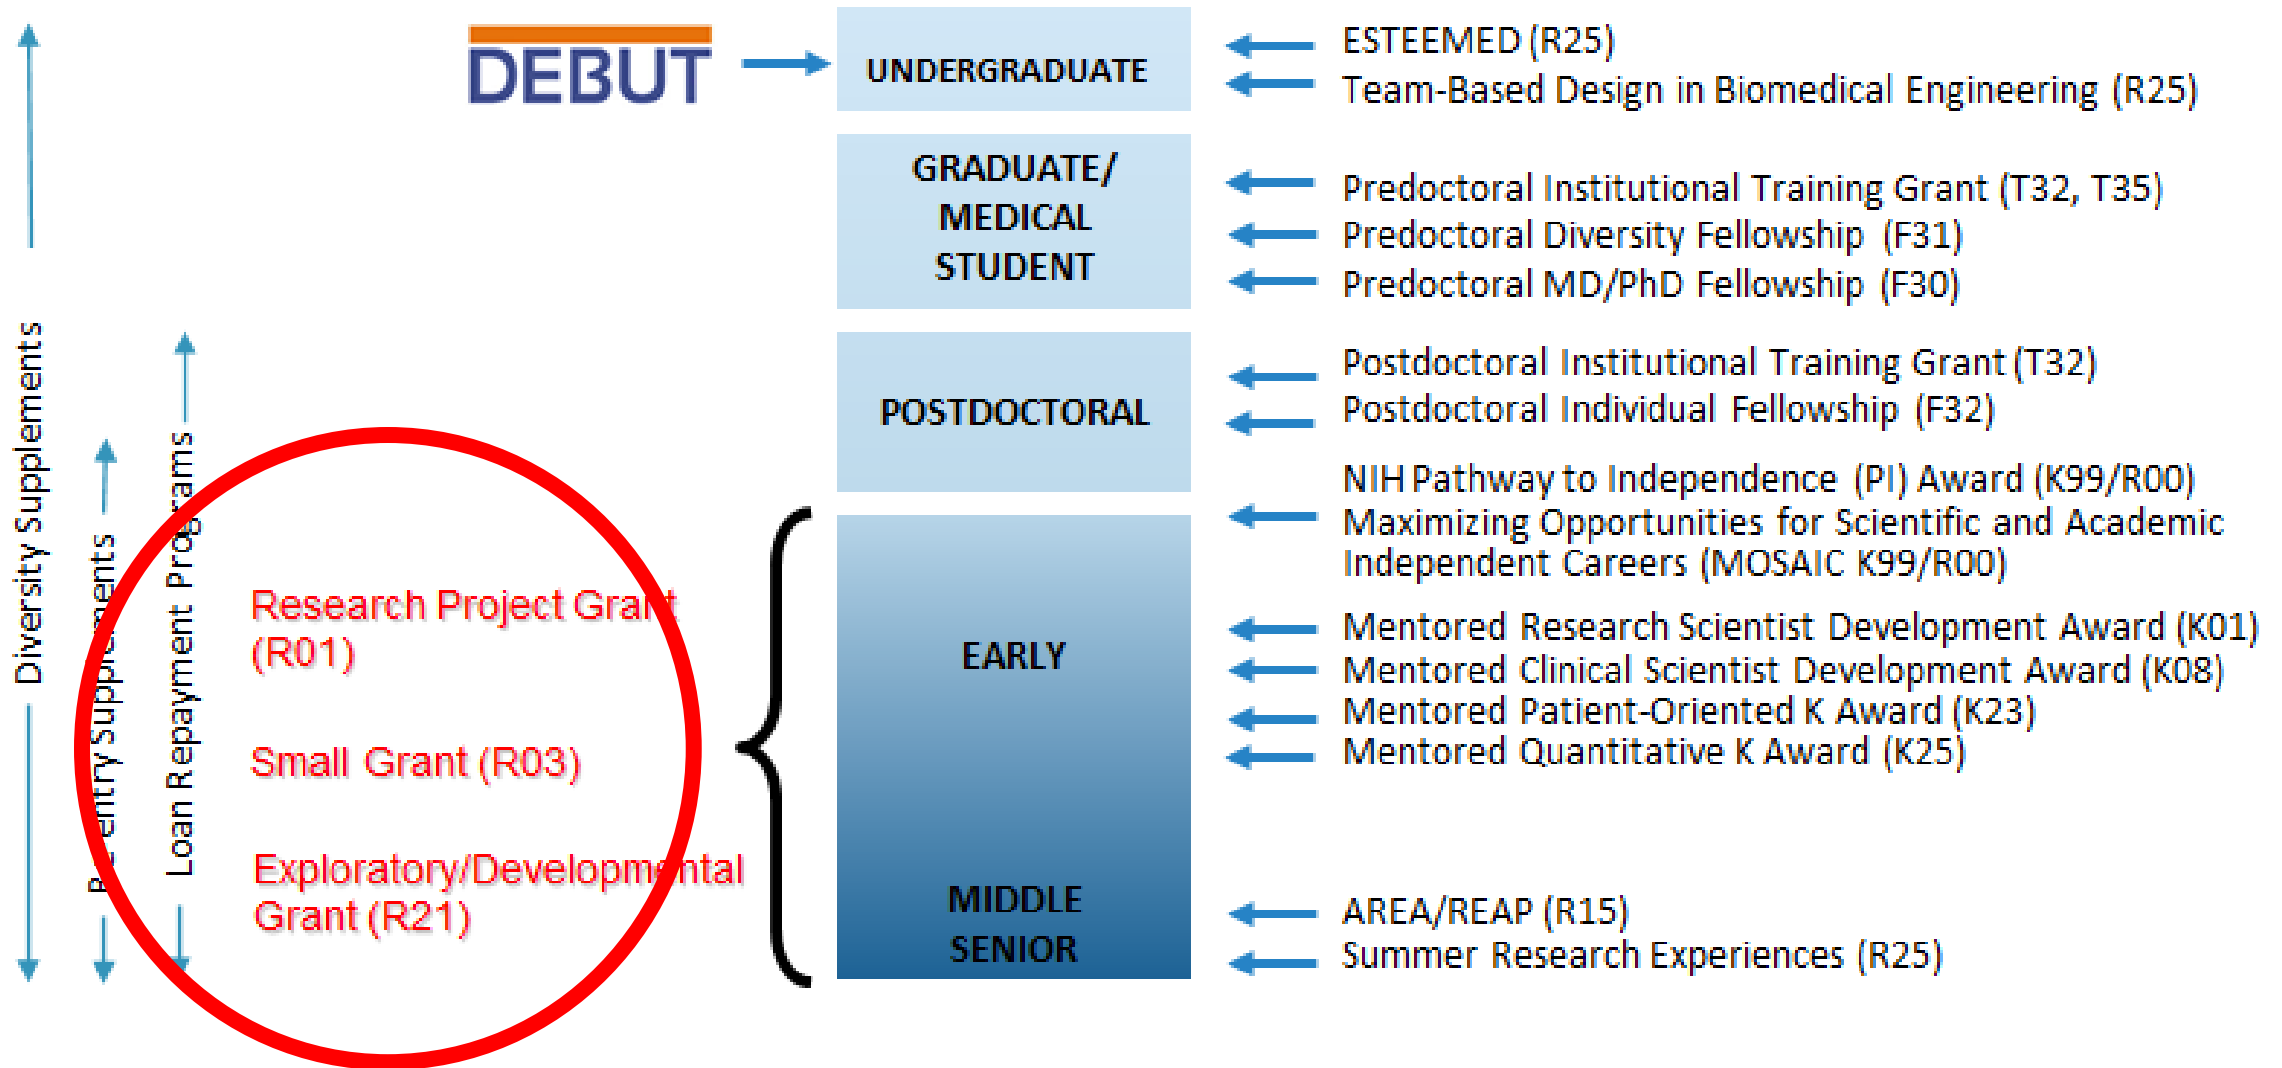 DEBUT
UNDERGRADUATE
ESTEEMED (R25)
Team-Based Design in Biomedical Engineering (R25)
GRADUATE/
MEDICAL
STUDENT
Predoctoral Institutional Training Grant (T32, T35)
Predoctoral Diversity Fellowship (F31)
Predoctoral MD/PhD Fellowship (F30)
POSTDOCTORAL
Postdoctoral Institutional Training Grant (T32)
Postdoctoral Individual Fellowship (F32)
NIH Pathway to Independence (PI) Award (K99/R00)
Maximizing Opportunities for Scientific and Academic
Independent Careers (MOSAIC K99/R00)
EARLY
Mentored Research Scientist Development Award (K01)
Mentored Clinical Scientist Development Award (K08)
Mentored Patient-Oriented K Award (K23)
Mentored Quantitative K Award (K25)
MIDDLE
SENIOR
AREA/REAP (R15)
Summer Research Experiences (R25)
Diversity Supplements
Re-entry Supplements
Loan Repayment Programs
Research Project Grant
(R01)
Small Grant (R03)
Exploratory/Developmental
Grant (R21)